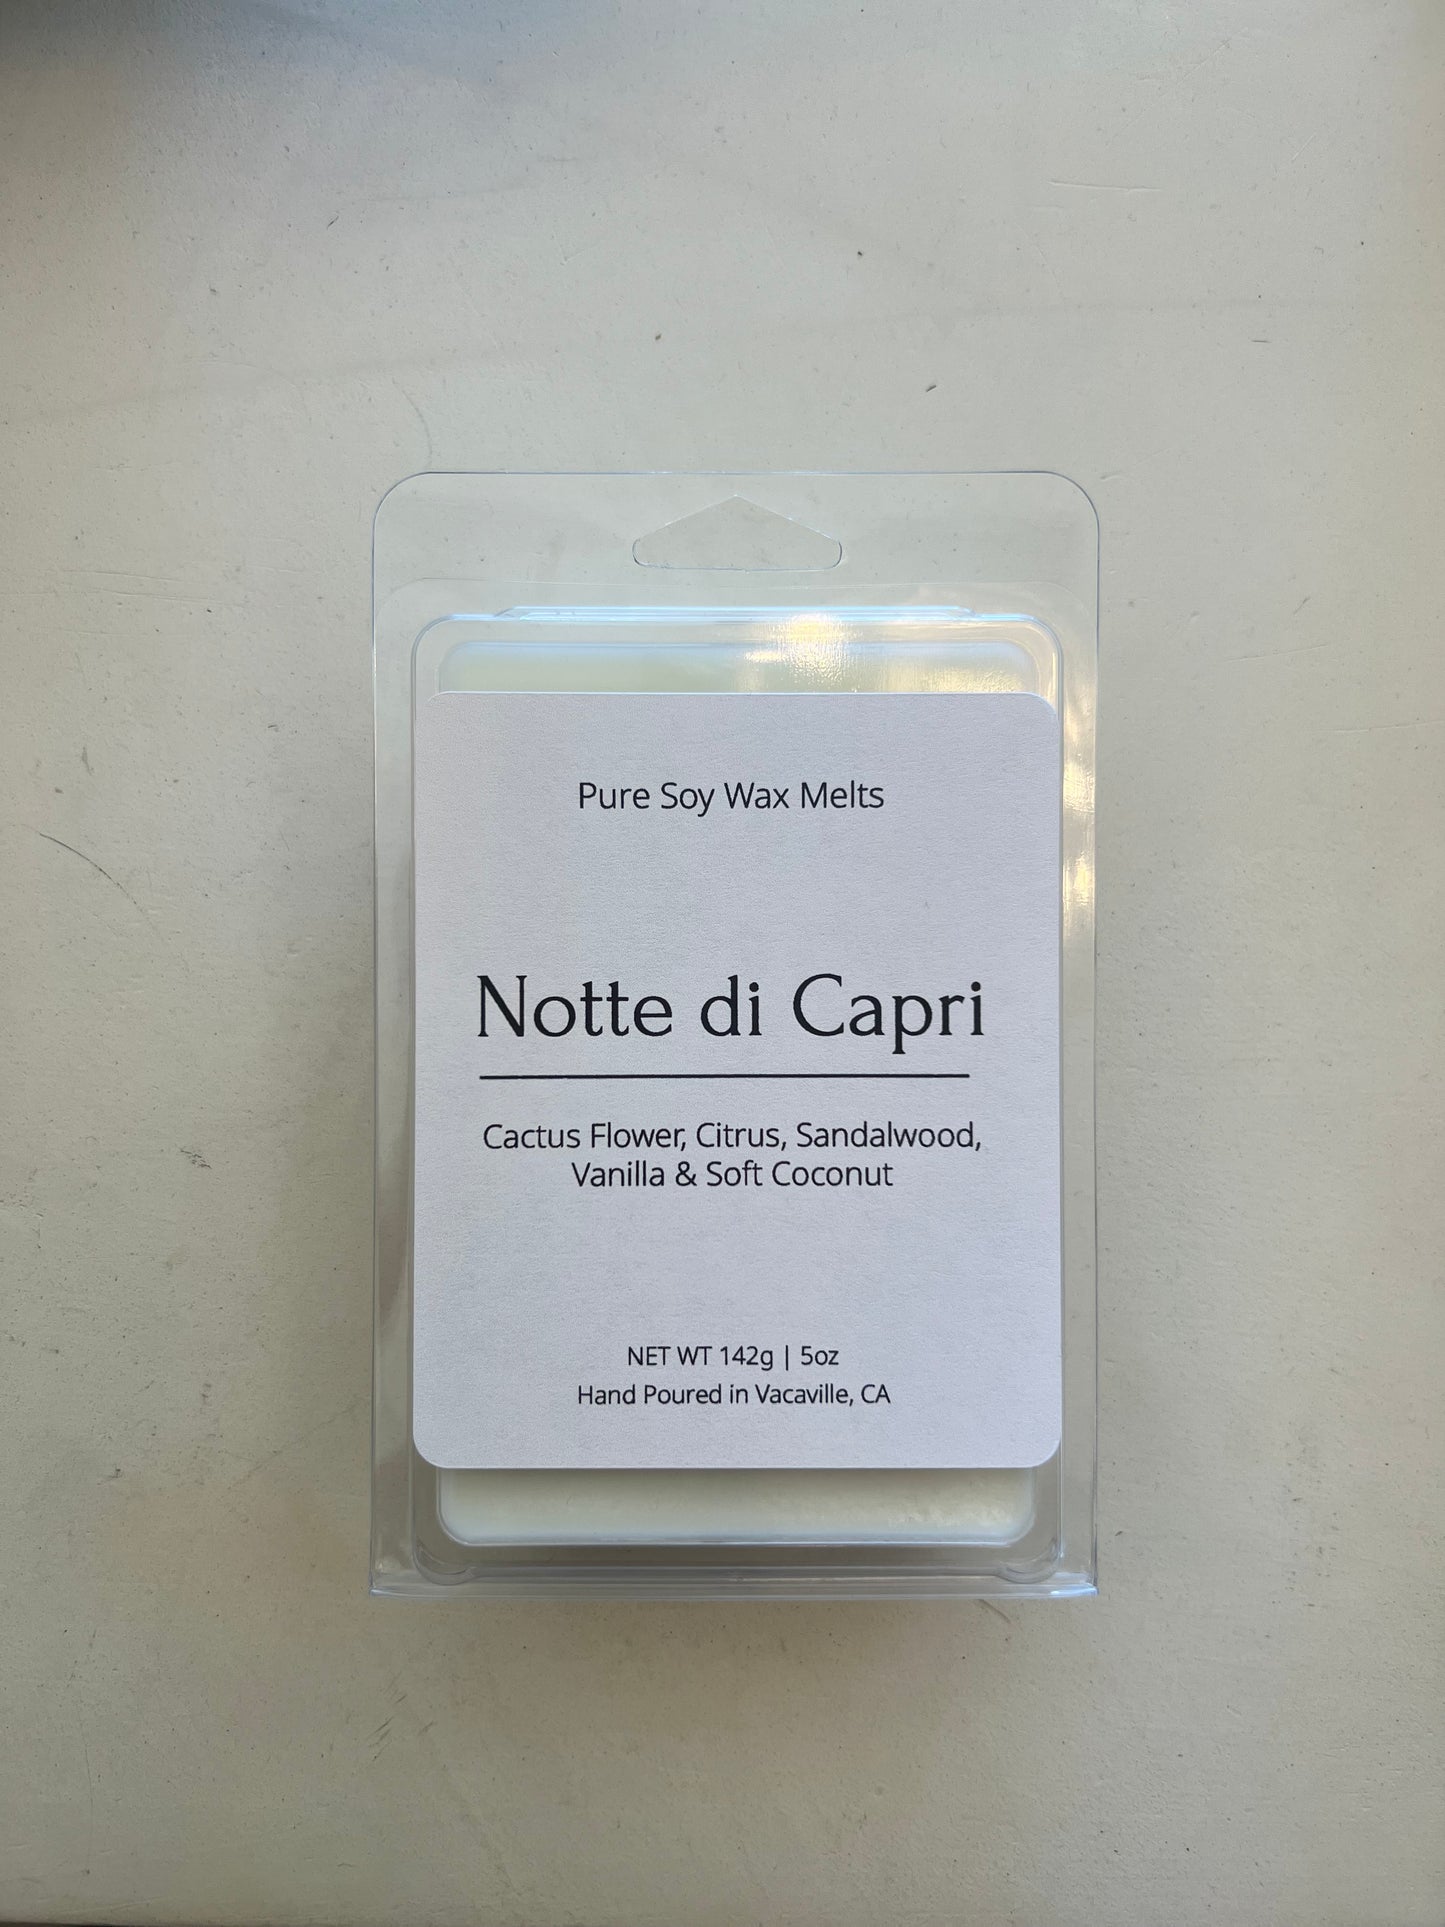 Pure Soy Wax Melts
Notte di Capri
Cactus Flower, Citrus, Sandalwood,
Vanilla & Soft Coconut
NET WT 142g | 5oz
Hand Poured in Vacaville, CA